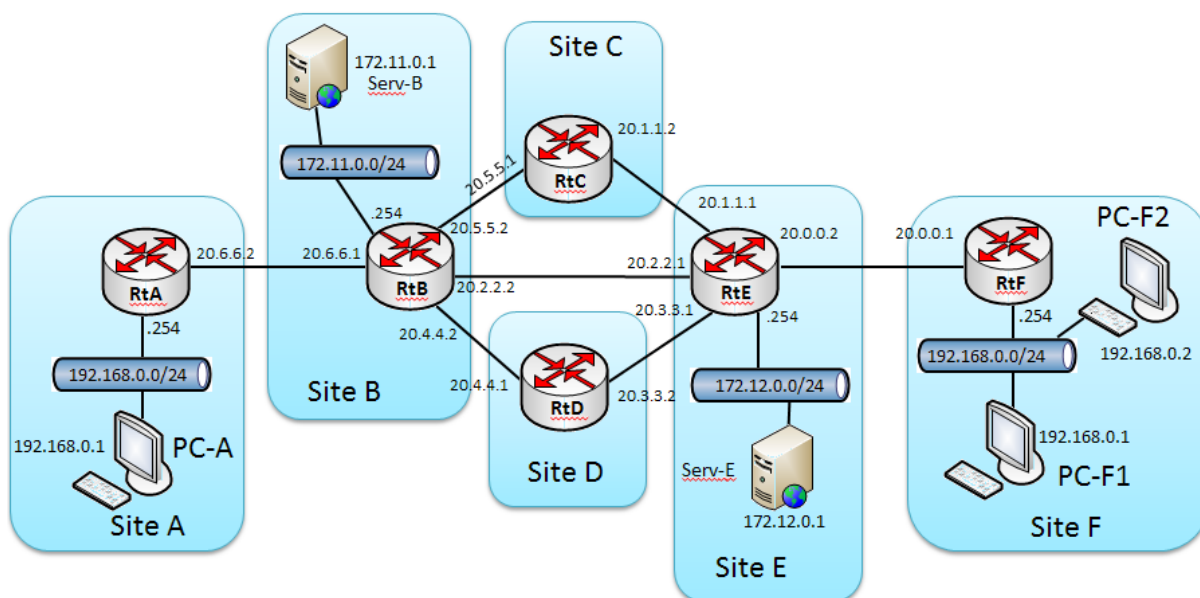 172.11.0.1
Serv-B
172.11.0.0/24
.254
Site C
20.1.1.2
RtC
20.5.5.1
20.5.5.2
20.6.6.2
RtA
.254
192.168.0.0/24
192.168.0.1
PC-A
Site A
20.6.6.1
RtB
20.2.2.2
20.4.4.2
Site B
20.4.4.1
RtD
20.3.3.2
Site D
20.1.1.1
20.2.2.1
RtE
20.0.0.2
20.3.3.1
.254
172.12.0.0/24
Serv-E
172.12.0.1
Site E
20.0.0.1
RtF
PC-F2
.254
192.168.0.0/24
192.168.0.2
192.168.0.1
PC-F1
Site F